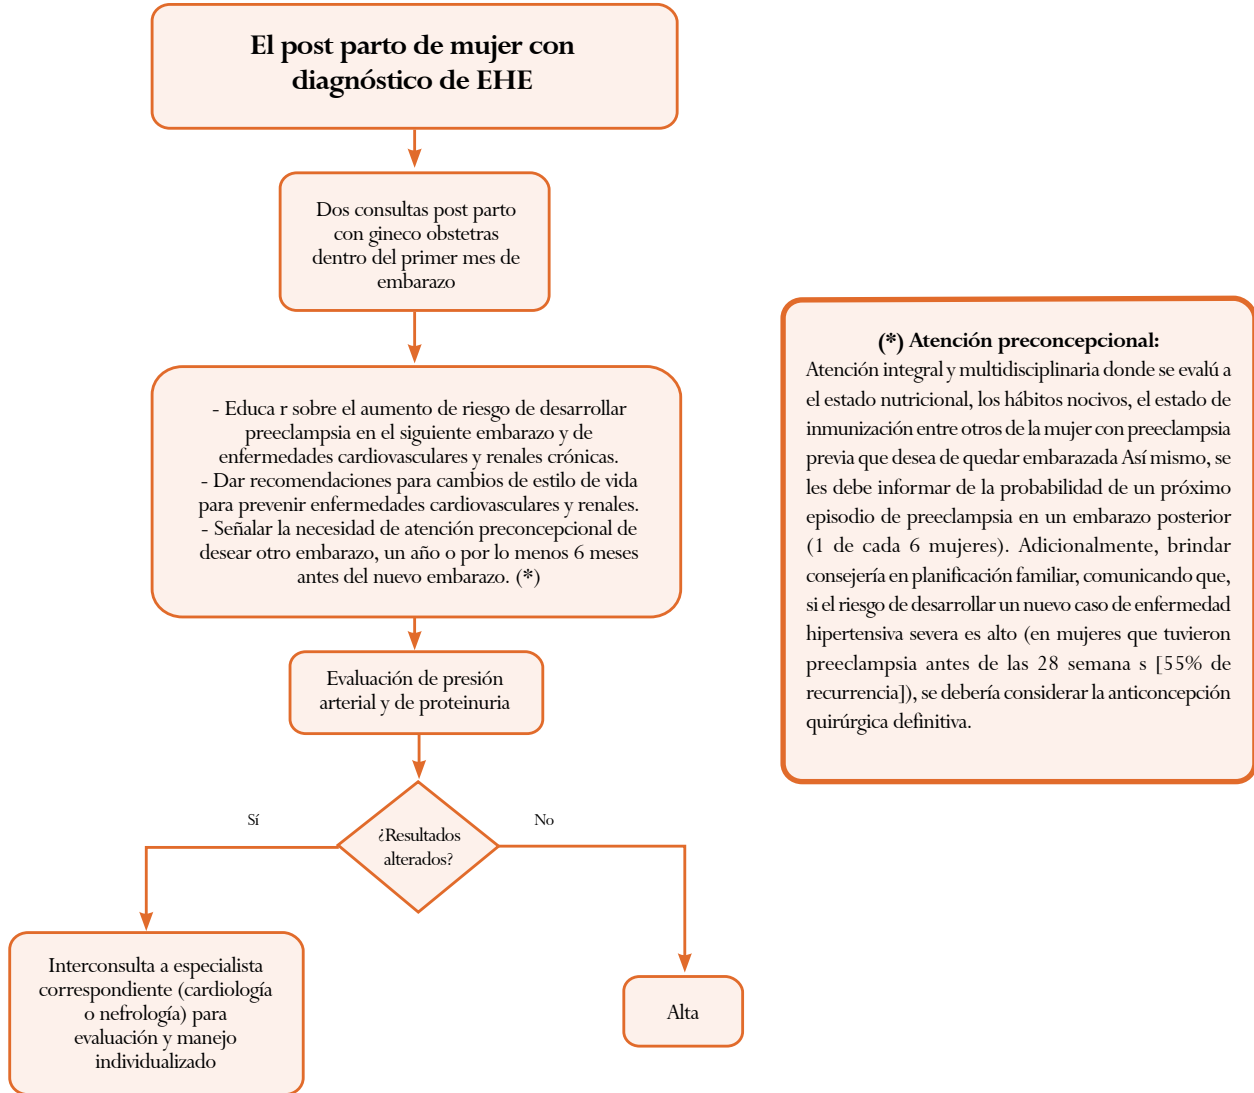 El post parto de mujer con
diagnóstico de EHE
Dos consultas post parto
con gineco obstetras
dentro del primer mes de
embarazo
- Educa r sobre el aumento de riesgo de desarrollar
preeclampsia en el siguiente embarazo y de
enfermedades cardiovasculares y renales crónicas.
- Dar recomendaciones para cambios de estilo de vida
para prevenir enfermedades cardiovasculares y renales.
- Señalar la necesidad de atención preconcepcional de
desear otro embarazo, un año o por lo menos 6 meses
antes del nuevo embarazo. (*)
Evaluación de presión
arterial y de proteinuria
¿Resultados
alterados?
Sí
No
Interconsulta a especialista
correspondiente (cardiología
o nefrología) para
evaluación y manejo
individualizado
Alta
(*) Atención preconcepcional:
Atención integral y multidisciplinaria donde se evalú a
el estado nutricional, los hábitos nocivos, el estado de
inmunización entre otros de la mujer con preeclampsia
previa que desea de quedar embarazada Así mismo, se
les debe informar de la probabilidad de un próximo
episodio de preeclampsia en un embarazo posterior
(1 de cada 6 mujeres). Adicionalmente, brindar
consejería en planificación familiar, comunicando que,
si el riesgo de desarrollar un nuevo caso de enfermedad
hipertensiva severa es alto (en mujeres que tuvieron
preeclampsia antes de las 28 semana s [55% de
recurrencia]), se debería considerar la anticoncepción
quirúrgica definitiva.